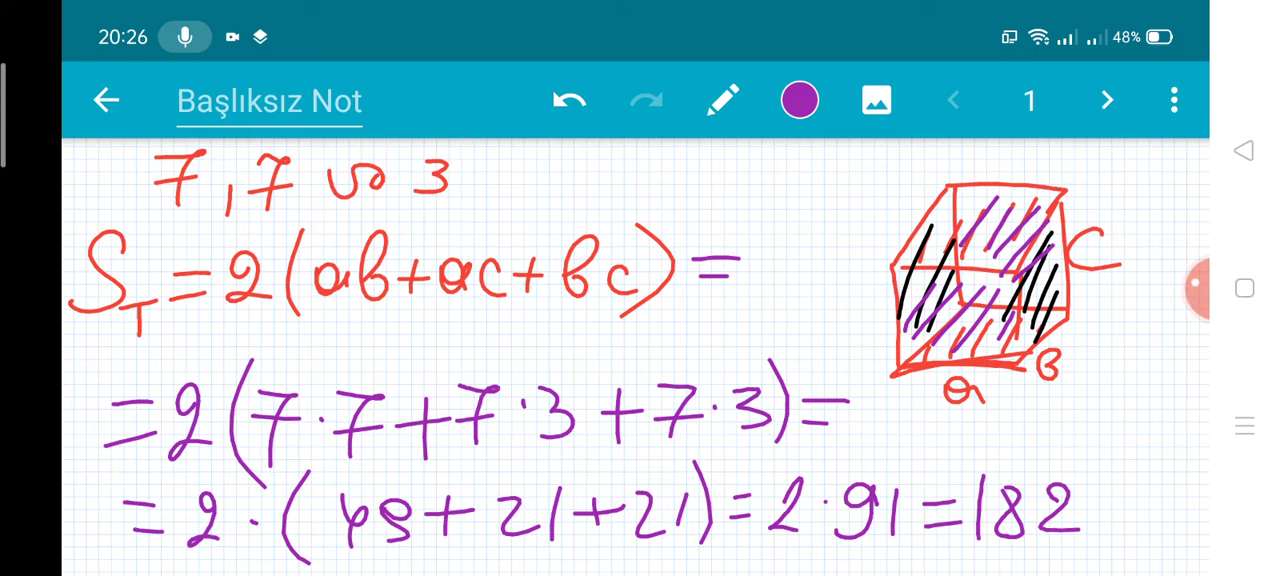 20:26 48%
Başlıksız Not 1
7,7 və 3
S_T = 2(ab+ac+bc) =
C
= 2(7·7+7·3+7·3) =
B
a
= 2·(49+21+21) = 2·91 = 182